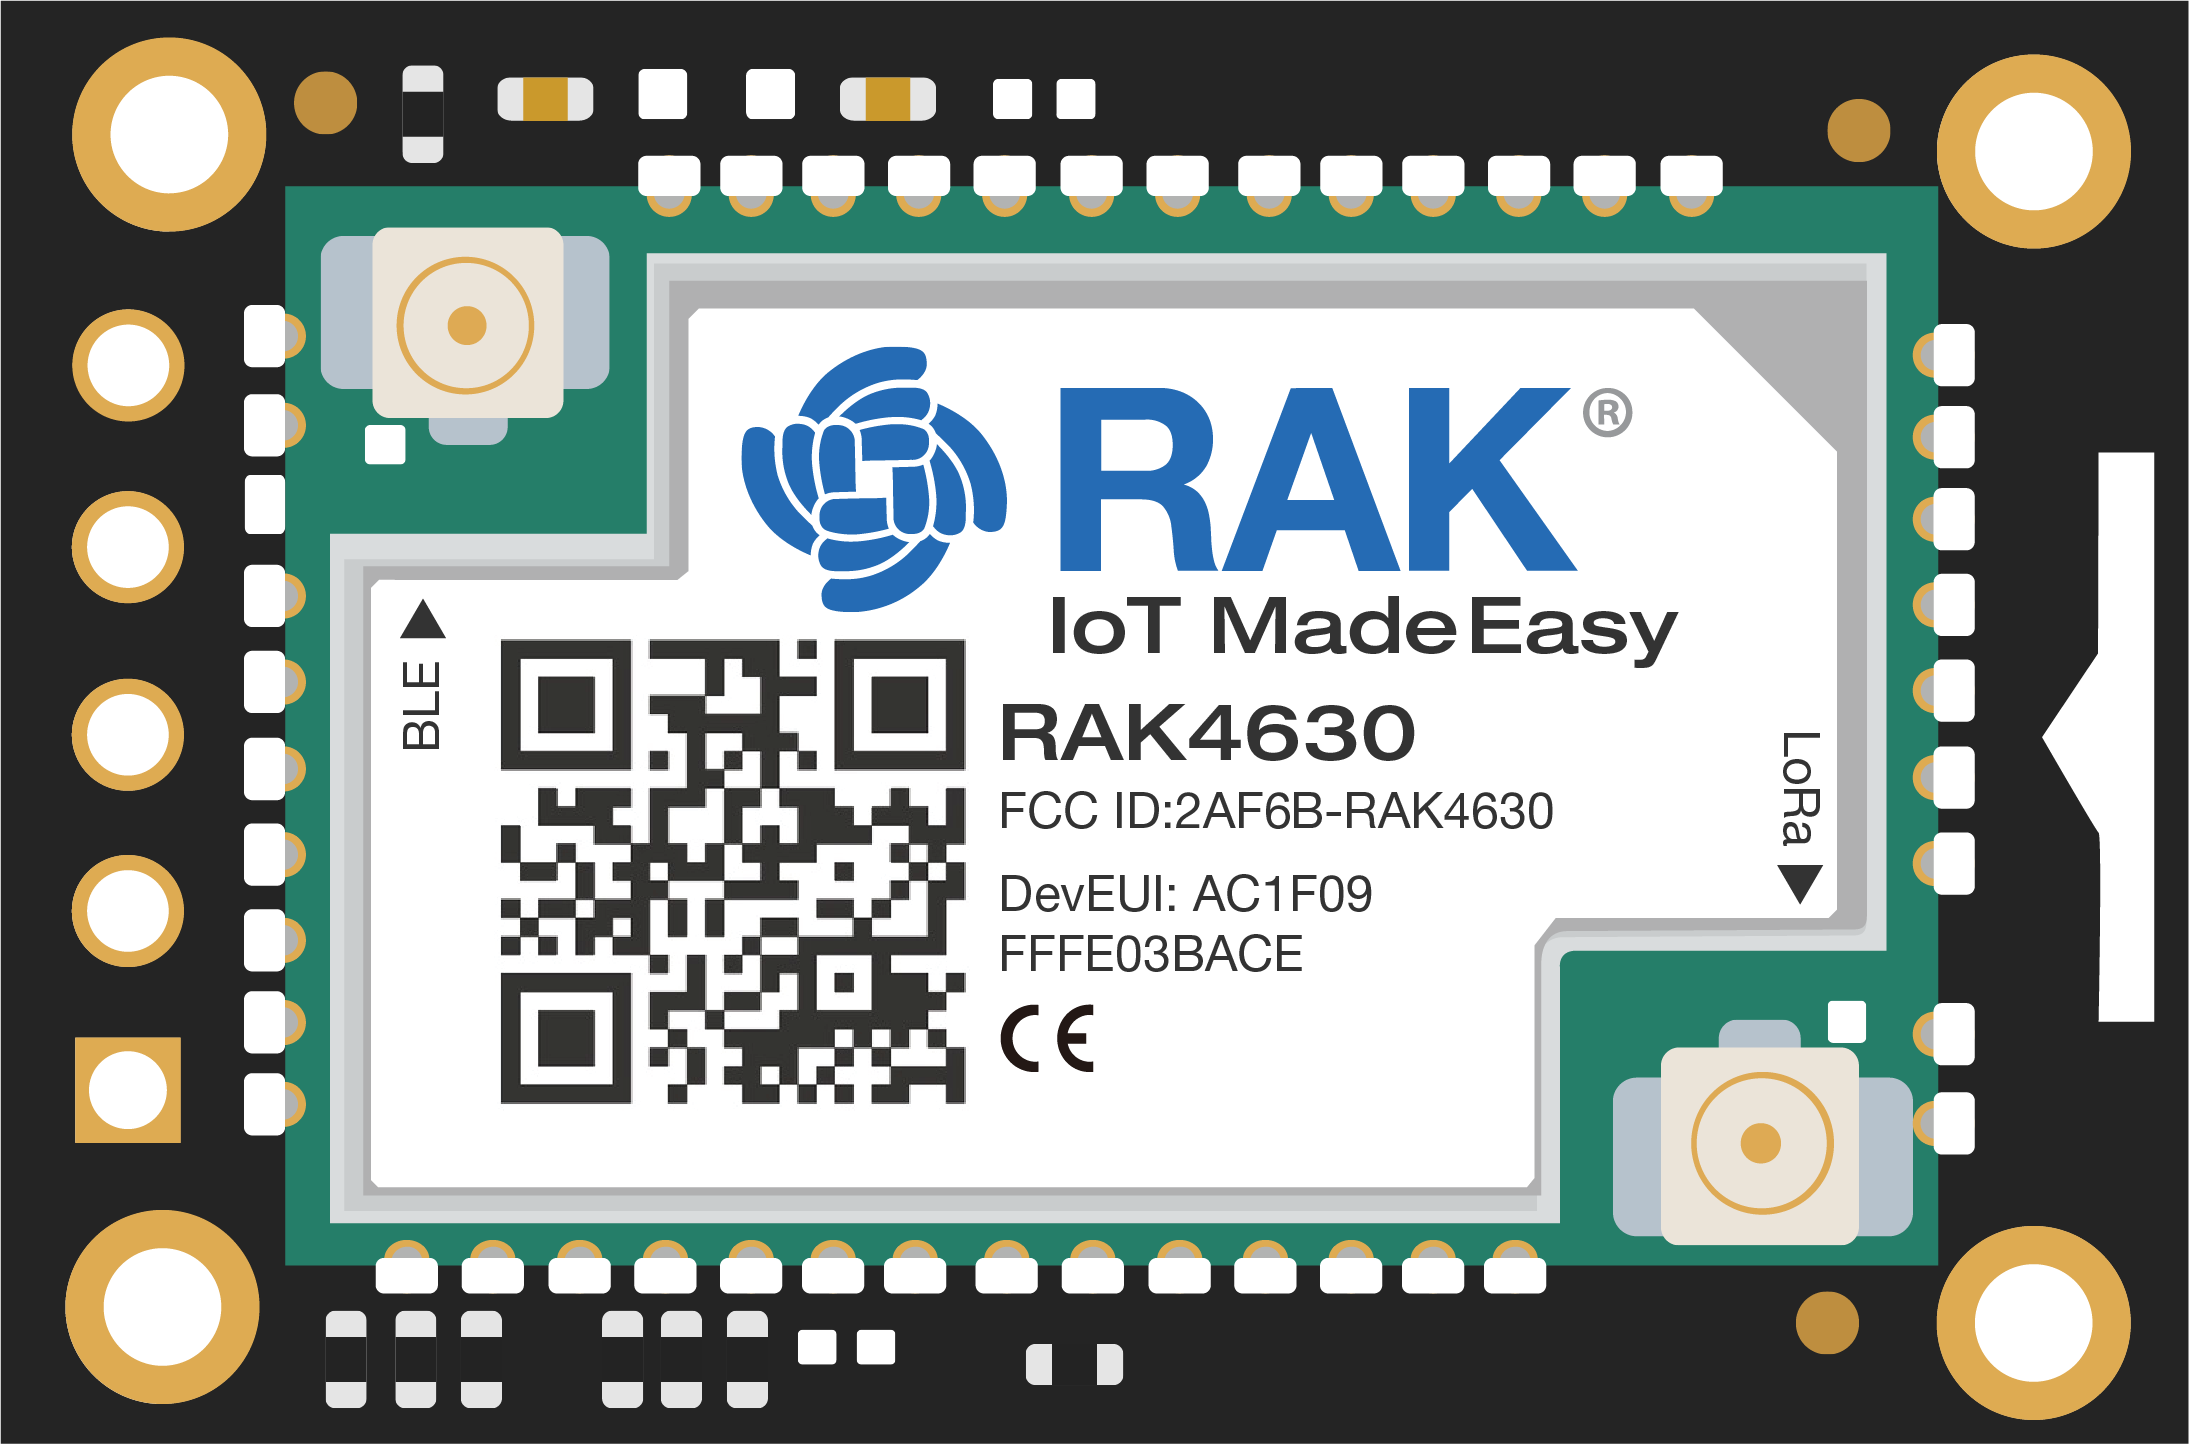 RAK®
IoT Made Easy
BLE
RAK4630
FCC ID:2AF6B-RAK4630
LoRa
DevEUI: AC1F09
FFFE03BACE
CE